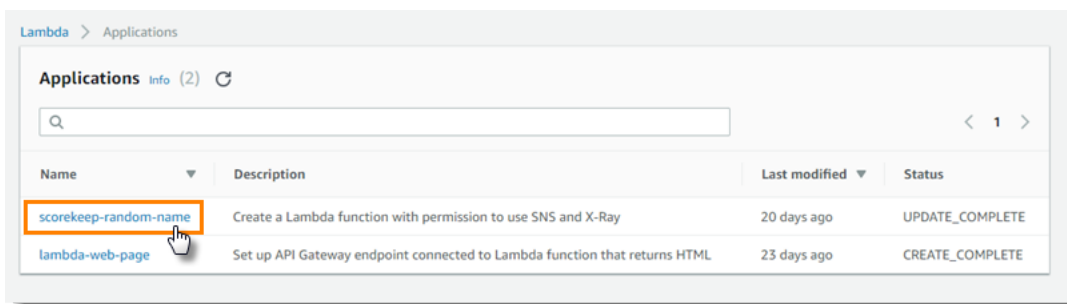 Lambda > Applications
Applications Info (2)
< 1 >
Name Description Last modified Status
scorekeep-random-name Create a Lambda function with permission to use SNS and X-Ray 20 days ago UPDATE_COMPLETE
lambda-web-page Set up API Gateway endpoint connected to Lambda function that returns HTML 23 days ago CREATE_COMPLETE